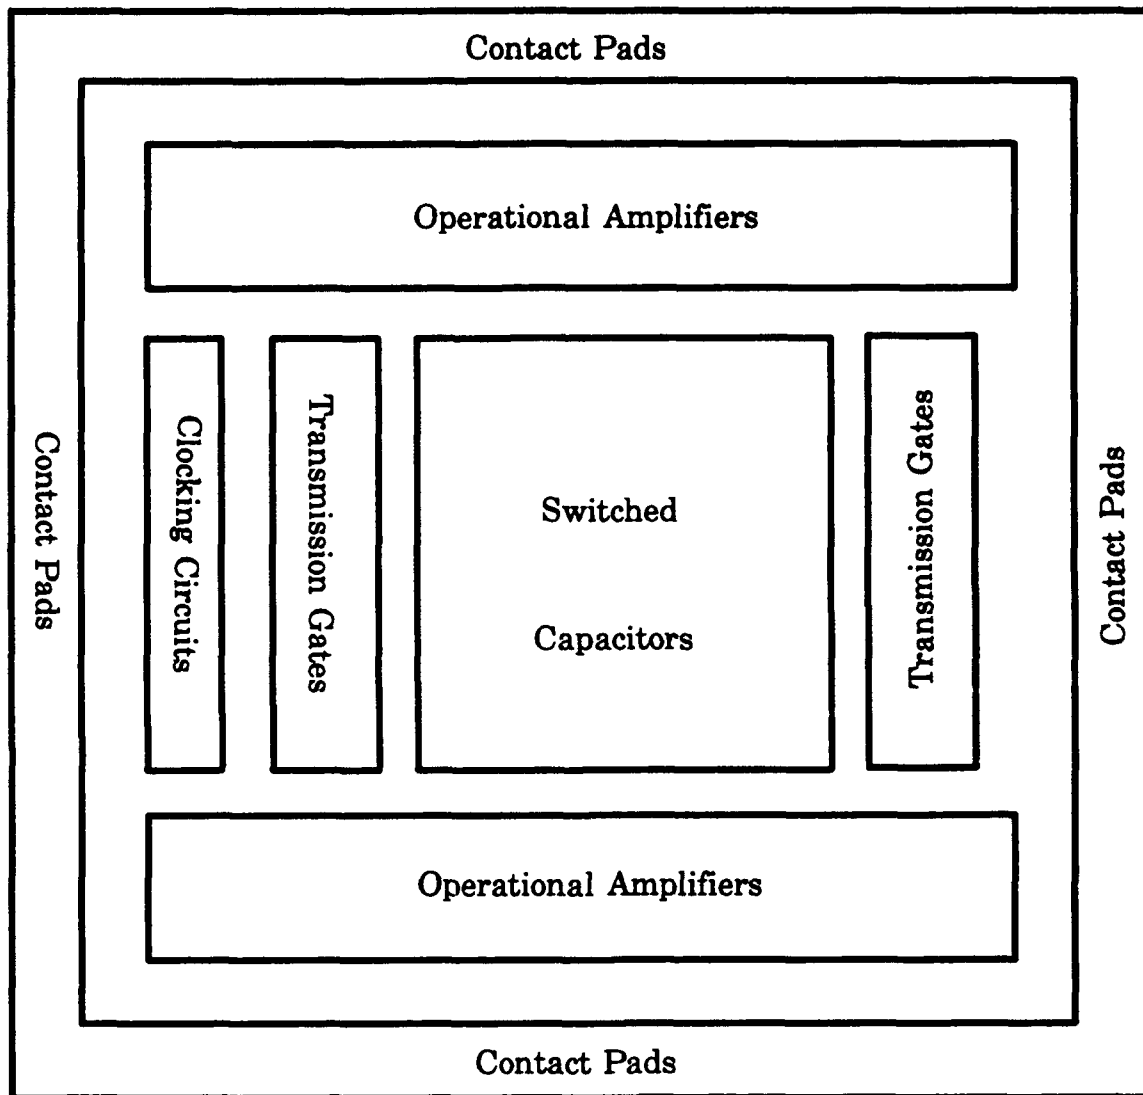 Contact Pads
Operational Amplifiers
Contact Pads
Clocking Circuits
Transmission Gates
Switched
Capacitors
Transmission Gates
Contact Pads
Operational Amplifiers
Contact Pads